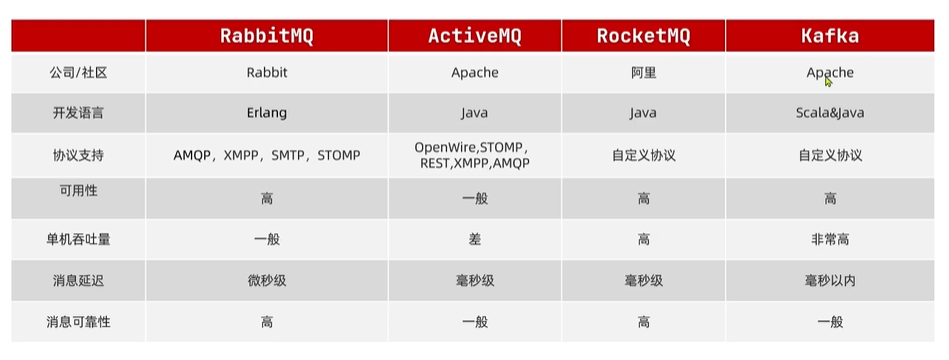 RabbitMQ ActiveMQ RocketMQ Kafka
公司/社区 Rabbit Apache 阿里 Apache
开发语言 Erlang Java Java Scala&Java
协议支持 AMQP，XMPP，SMTP，STOMP OpenWire,STOMP，REST,XMPP,AMQP 自定义协议 自定义协议
可用性 高 一般 高 高
单机吞吐量 一般 差 高 非常高
消息延迟 微秒级 毫秒级 毫秒级 毫秒以内
消息可靠性 高 一般 高 一般